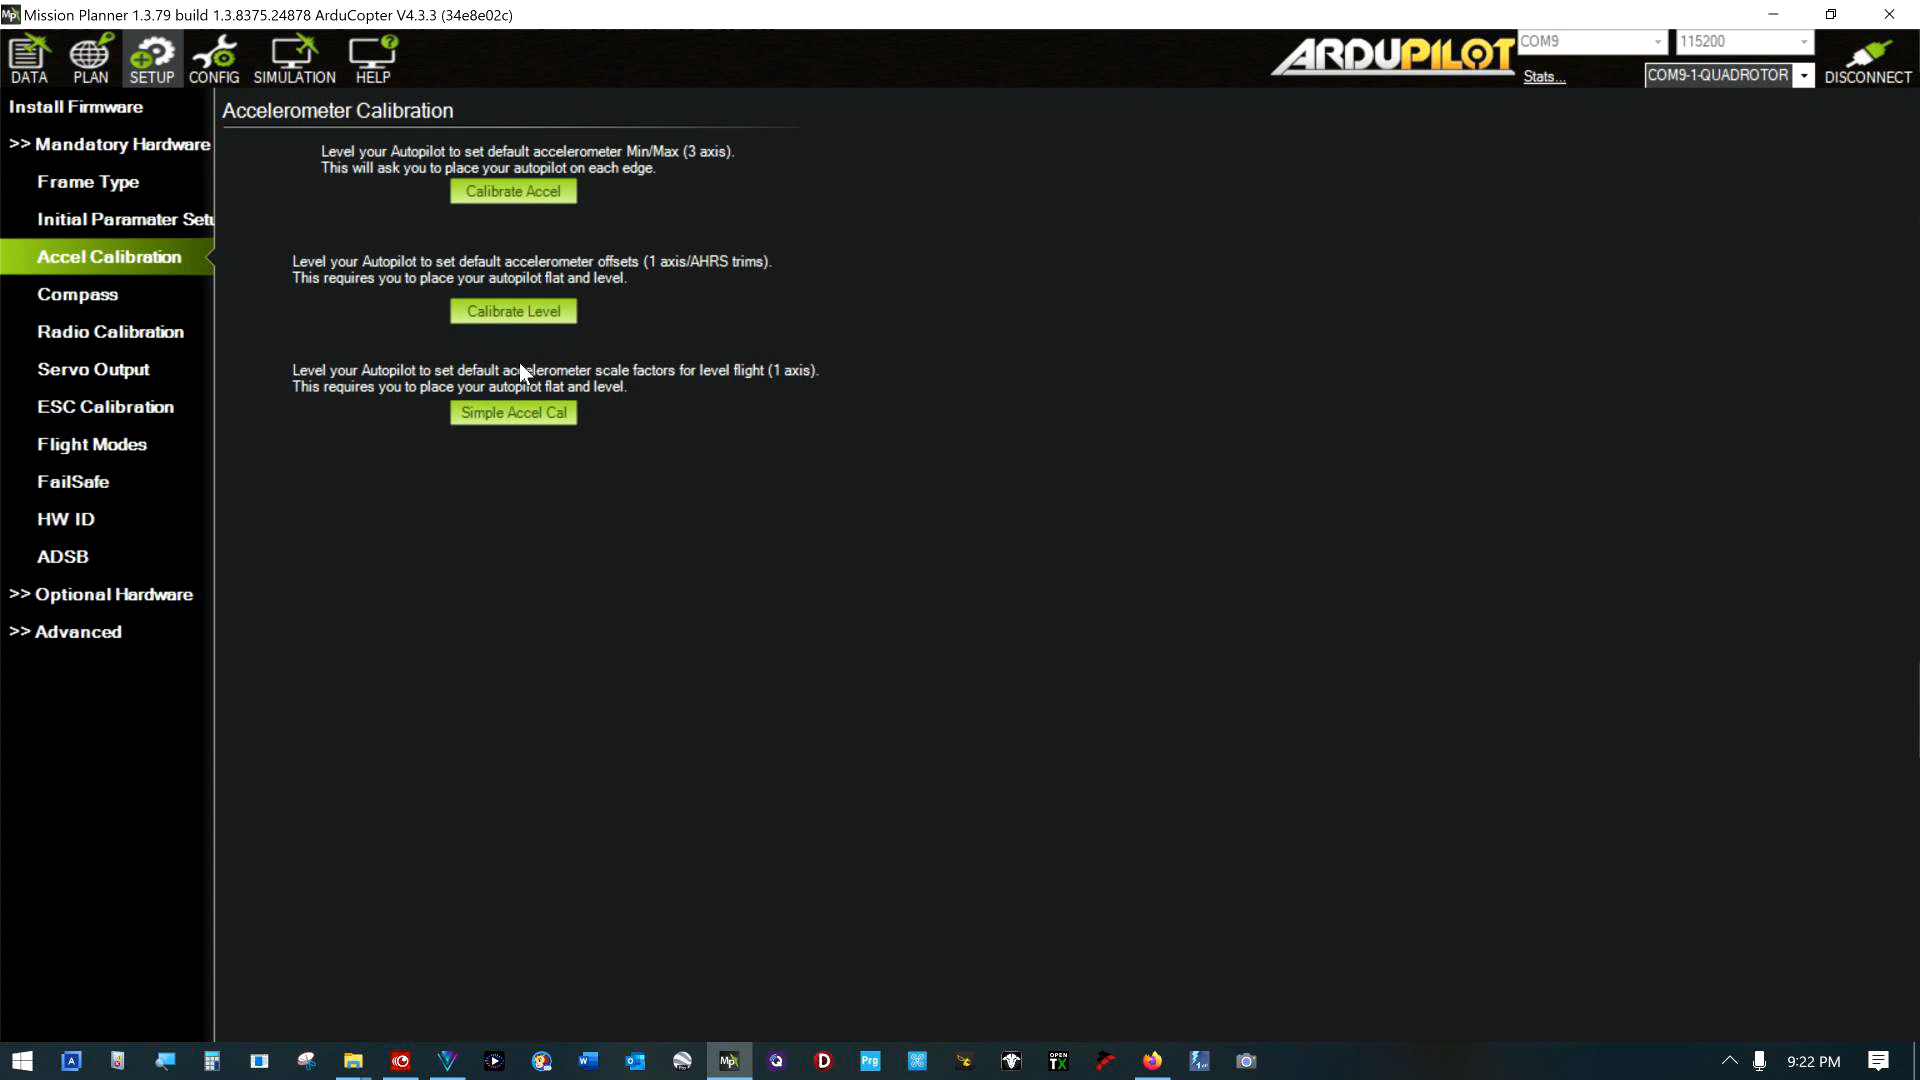 Mission Planner 1.3.79 build 1.3.8375.24878 ArduCopter V4.3.3 (34e8e02c)
DATA
PLAN
SETUP
CONFIG
SIMULATION
HELP
ARDUPILOT
COM9
115200
Stats...
COM9-1-QUADROTOR
DISCONNECT
Install Firmware
>> Mandatory Hardware
Frame Type
Initial Paramater Setu
Accel Calibration
Compass
Radio Calibration
Servo Output
ESC Calibration
Flight Modes
FailSafe
HW ID
ADSB
>> Optional Hardware
>> Advanced
Accelerometer Calibration
Level your Autopilot to set default accelerometer Min/Max (3 axis).
This will ask you to place your autopilot on each edge.
Calibrate Accel
Level your Autopilot to set default accelerometer offsets (1 axis/AHRS trims).
This requires you to place your autopilot flat and level.
Calibrate Level
Level your Autopilot to set default accelerometer scale factors for level flight (1 axis).
This requires you to place your autopilot flat and level.
Simple Accel Cal
Prg
OPEN
TX
9:22 PM